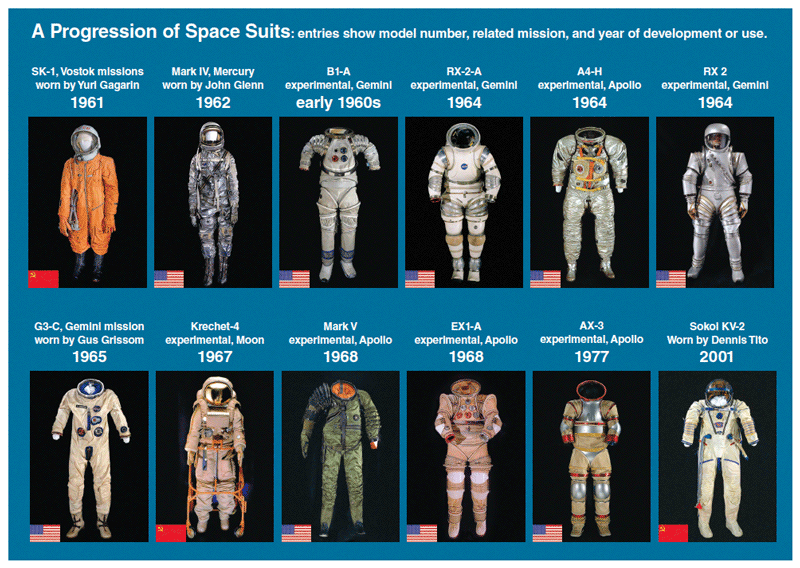 A Progression of Space Suits: entries show model number, related mission, and year of development or use.
SK-1, Vostok missions
worn by Yuri Gagarin
1961
Mark IV, Mercury
worn by John Glenn
1962
B1-A
experimental, Gemini
early 1960s
RX-2-A
experimental, Gemini
1964
A4-H
experimental, Apollo
1964
RX 2
experimental, Gemini
1964
G3-C, Gemini mission
worn by Gus Grissom
1965
Krechet-4
experimental, Moon
1967
Mark V
experimental, Apollo
1968
EX1-A
experimental, Apollo
1968
AX-3
experimental, Apollo
1977
Sokol KV-2
Worn by Dennis Tito
2001